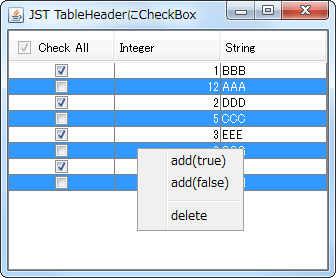 JST TableHeaderにCheckBox
Check All Integer String
1 BBB
12 AAA
2 DDD
5 CCC
3 EEE
add(true)
add(false)
delete